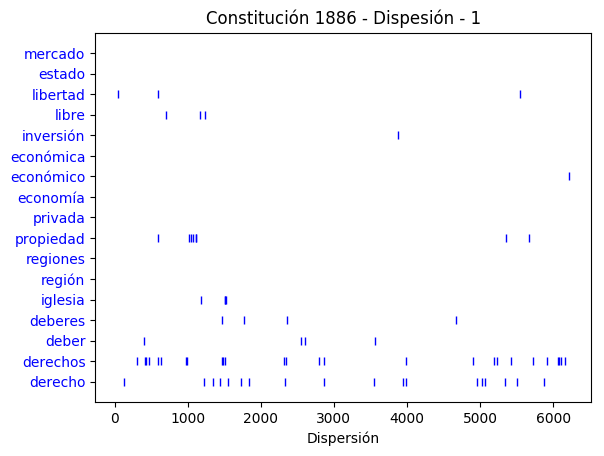 Constitución 1886 - Dispesión - 1
mercado
estado
libertad
libre
inversión
económica
económico
economía
privada
propiedad
regiones
región
iglesia
deberes
deber
derechos
derecho
0 1000 2000 3000 4000 5000 6000
Dispersión